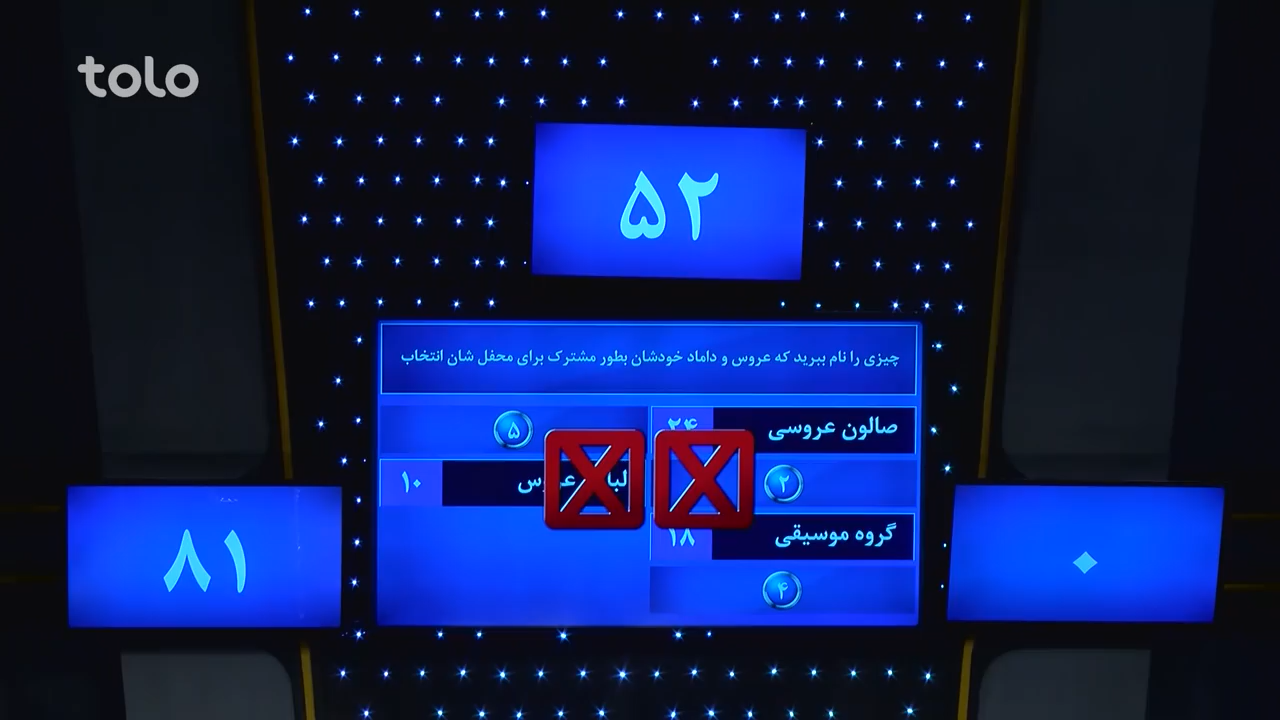 tolo
۵۲
چیزی را نام ببرید که عروس و داماد خودشان بطور مشترک برای محفل شان انتخاب
صالون عروسی ۲۴
۲
گروه موسیقی ۱۸
۴
۵
عروس ۱۰
۸۱
۰